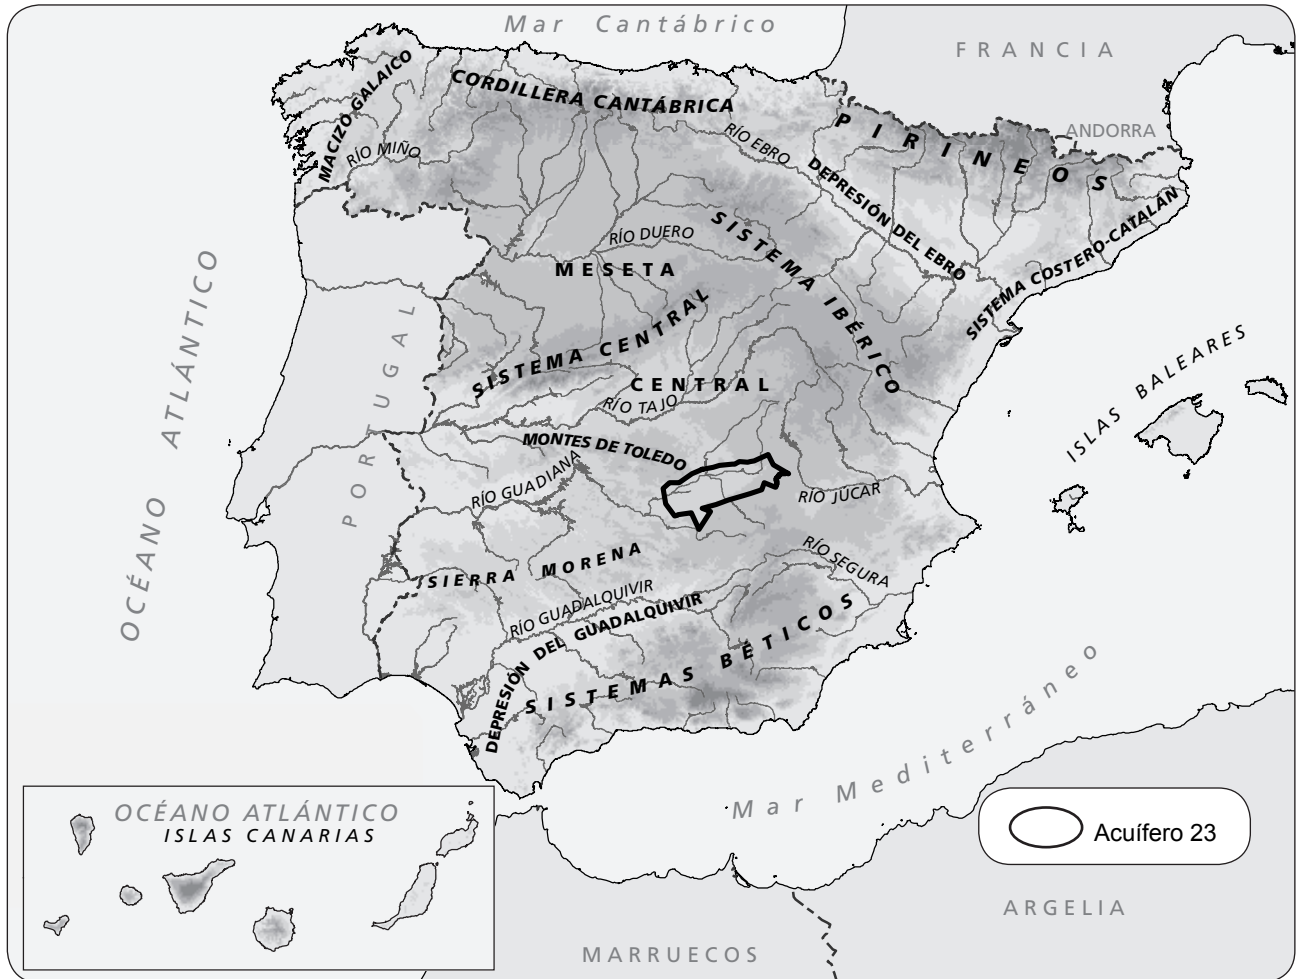 Mar Cantábrico
FRANCIA
MACIZO GALAICO
CORDILLERA CANTÁBRICA
RÍO MIÑO
RÍO EBRO
PIRINEOS
ANDORRA
DEPRESIÓN DEL EBRO
SISTEMA COSTERO-CATALÁN
RÍO DUERO
SISTEMA IBÉRICO
MESETA
OCÉANO ATLÁNTICO
PORTUGAL
SISTEMA CENTRAL
CENTRAL
RÍO TAJO
ISLAS BALEARES
MONTES DE TOLEDO
RÍO GUADIANA
RÍO JÚCAR
SIERRA MORENA
RÍO SEGURA
RÍO GUADALQUIVIR
DEPRESIÓN DEL GUADALQUIVIR
SISTEMAS BÉTICOS
Mar Mediterráneo
OCÉANO ATLÁNTICO
ISLAS CANARIAS
Acuífero 23
ARGELIA
MARRUECOS